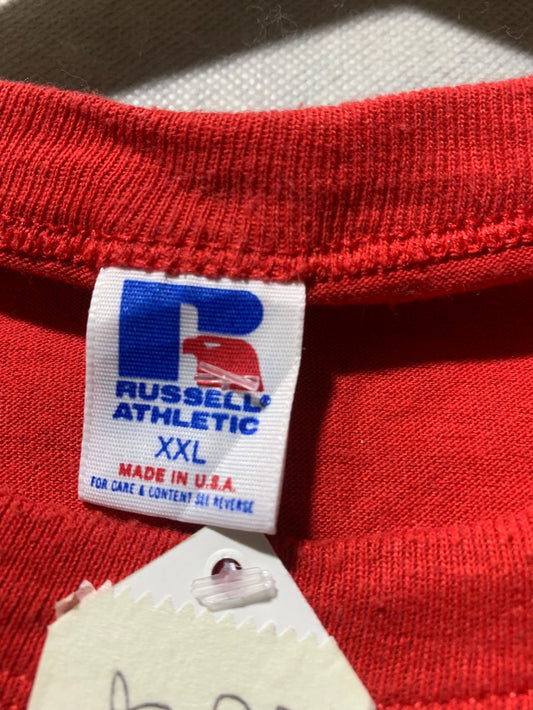 RUSSELL®
ATHLETIC
XXL
MADE IN U.S.A.
FOR CARE & CONTENT SEE REVERSE